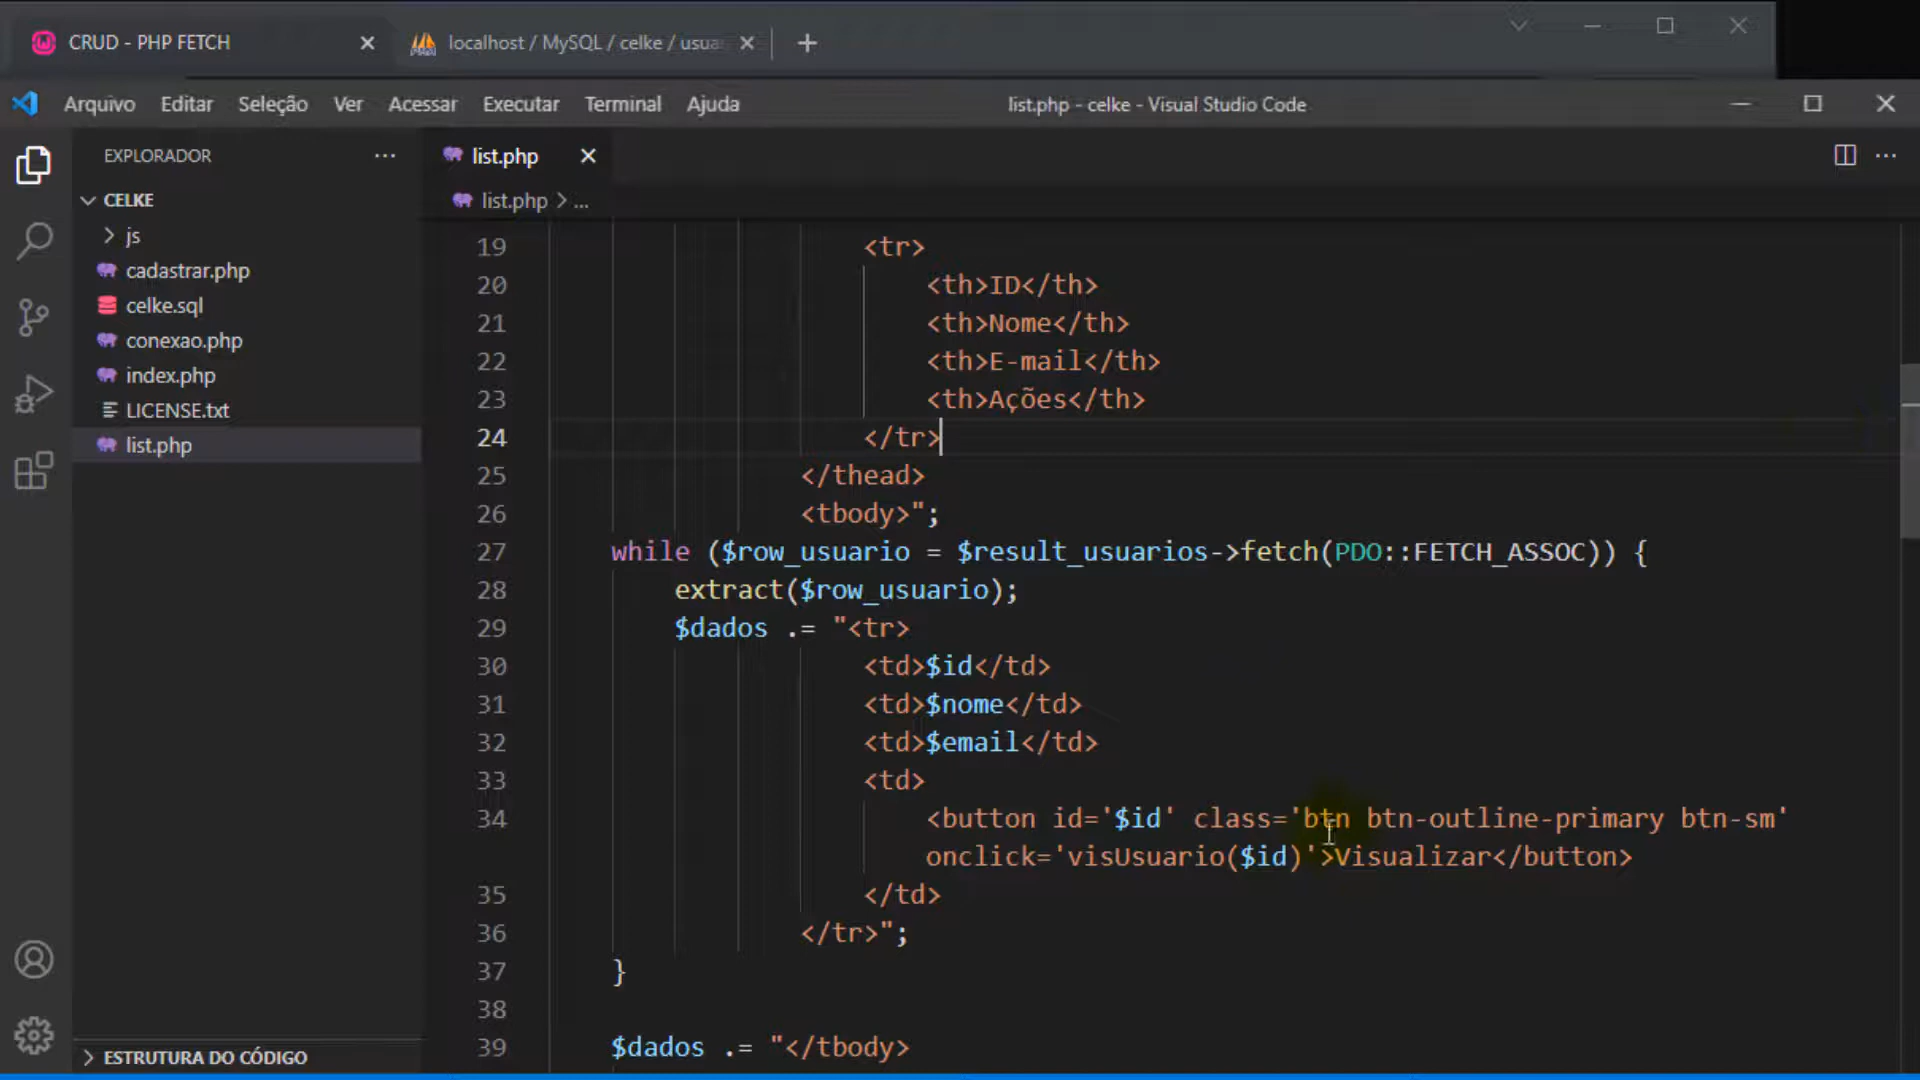 CRUD - PHP FETCH
localhost / MySQL / celke / usua
Arquivo Editar Seleção Ver Acessar Executar Terminal Ajuda
list.php - celke - Visual Studio Code
EXPLORADOR
list.php
CELKE
list.php > ...
js
cadastrar.php
celke.sql
conexao.php
index.php
LICENSE.txt
list.php
19 <tr>
20 <th>ID</th>
21 <th>Nome</th>
22 <th>E-mail</th>
23 <th>Ações</th>
24 </tr>
25 </thead>
26 <tbody>";
27 while ($row_usuario = $result_usuarios->fetch(PDO::FETCH_ASSOC)) {
28 extract($row_usuario);
29 $dados .= "<tr>
30 <td>$id</td>
31 <td>$nome</td>
32 <td>$email</td>
33 <td>
34 <button id='$id' class='btn btn-outline-primary btn-sm'
onclick='visUsuario($id)'>Visualizar</button>
35 </td>
36 </tr>";
37 }
38
39 $dados .= "</tbody>
ESTRUTURA DO CÓDIGO